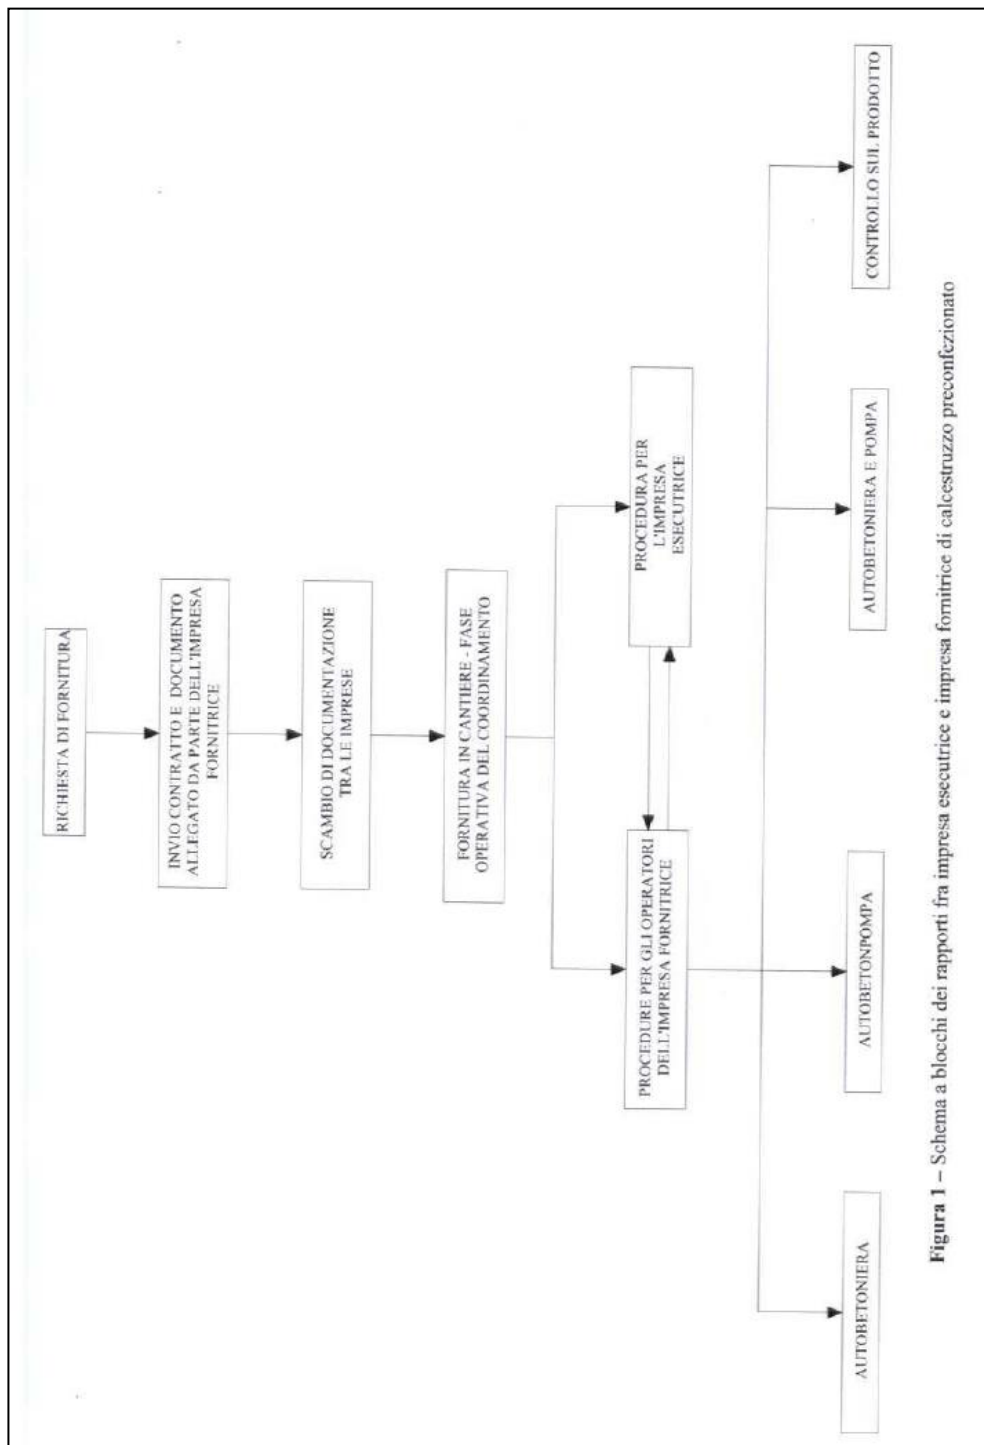 RICHIESTA DI FORNITURA
INVIO CONTRATTO E DOCUMENTO
ALLEGATO DA PARTE DELL'IMPRESA
FORNITRICE
SCAMBIO DI DOCUMENTAZIONE
TRA LE IMPRESE
FORNITURA IN CANTIERE - FASE
OPERATIVA DEL COORDINAMENTO
PROCEDURE PER GLI OPERATORI
DELL'IMPRESA FORNITRICE
PROCEDURA PER
L'IMPRESA
ESECUTRICE
AUTOBETONIERA
AUTOBETONPOMPA
AUTOBETONIERA E POMPA
CONTROLLO SUL PRODOTTO
Figura 1 – Schema a blocchi dei rapporti fra impresa esecutrice e impresa fornitrice di calcestruzzo preconfezionato